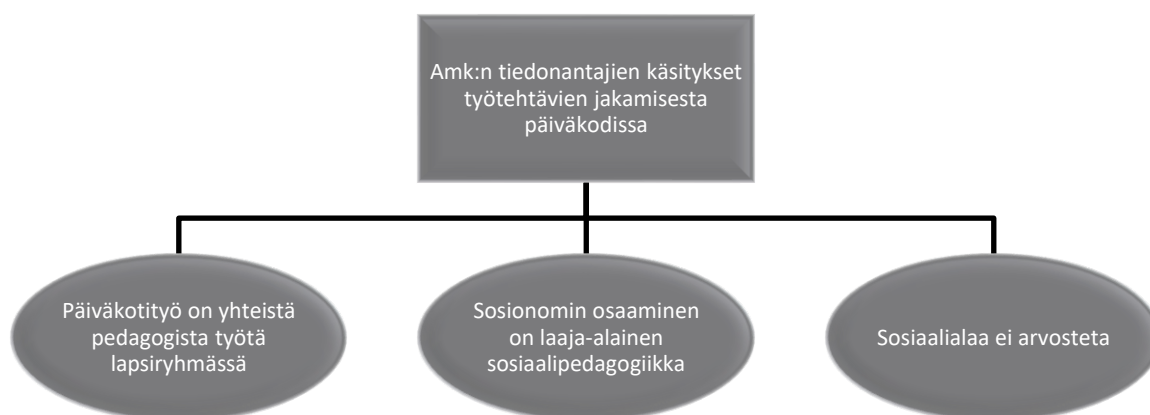 Amk:n tiedonantajien käsitykset
työtehtävien jakamisesta
päiväkodissa
Päiväkotityö on yhteistä
pedagogista työtä
lapsiryhmässä
Sosionomin osaaminen
on laaja-alainen
sosiaalipedagogiikka
Sosiaalialaa ei arvosteta